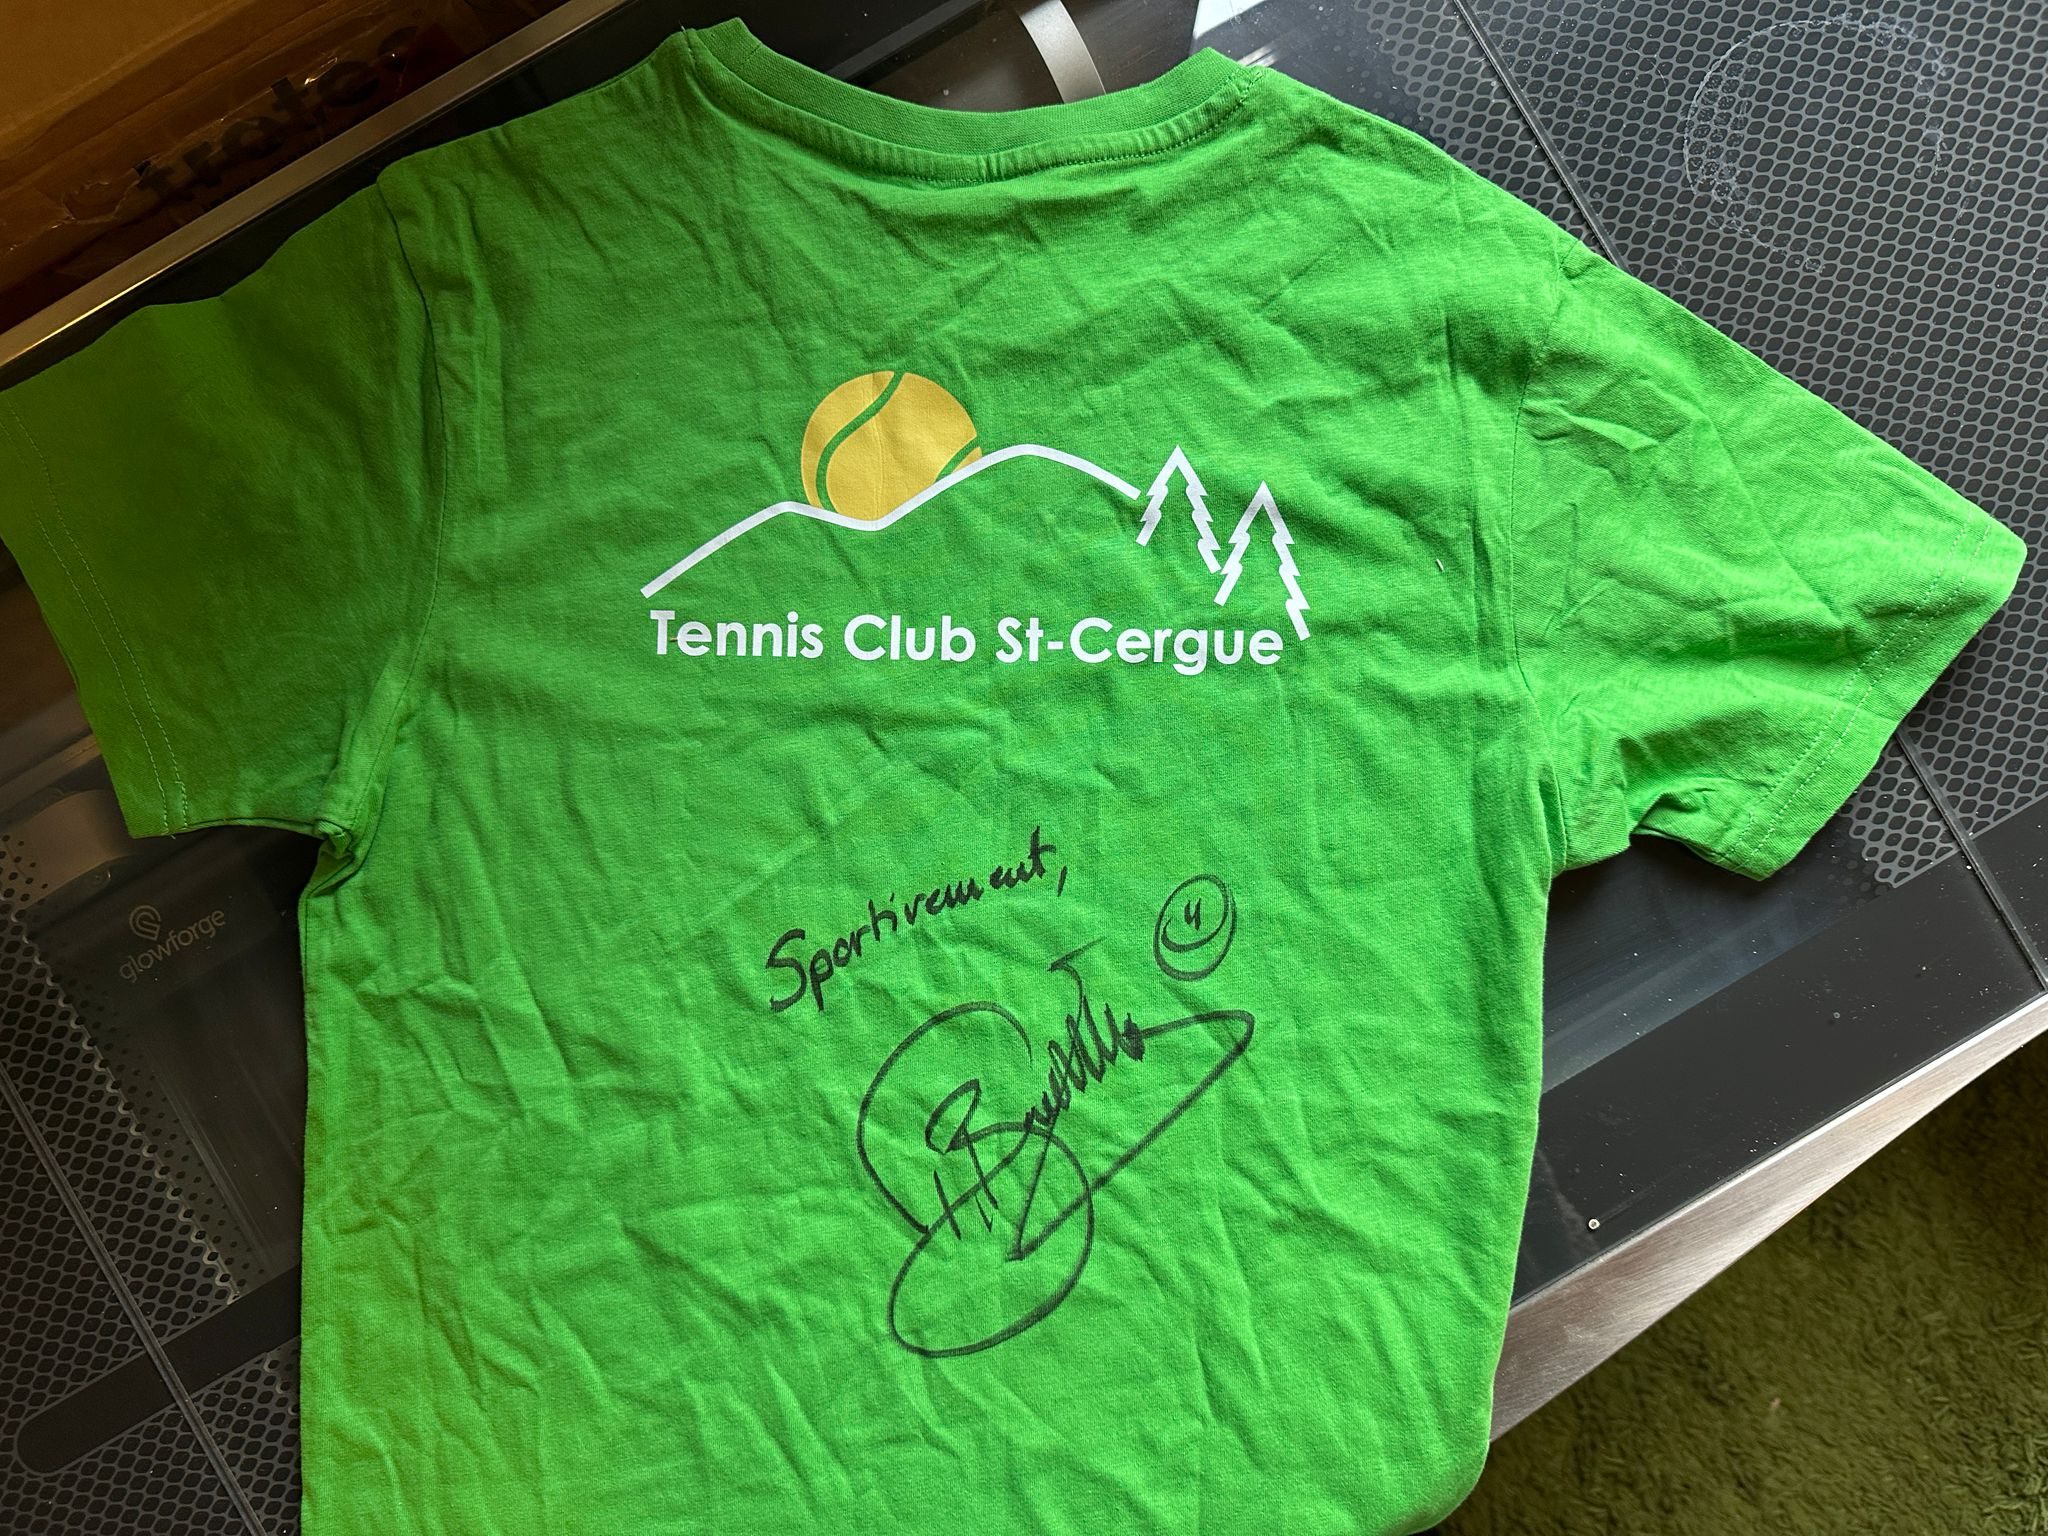 Tennis Club St-Cergue
Sportivement,
glowforge